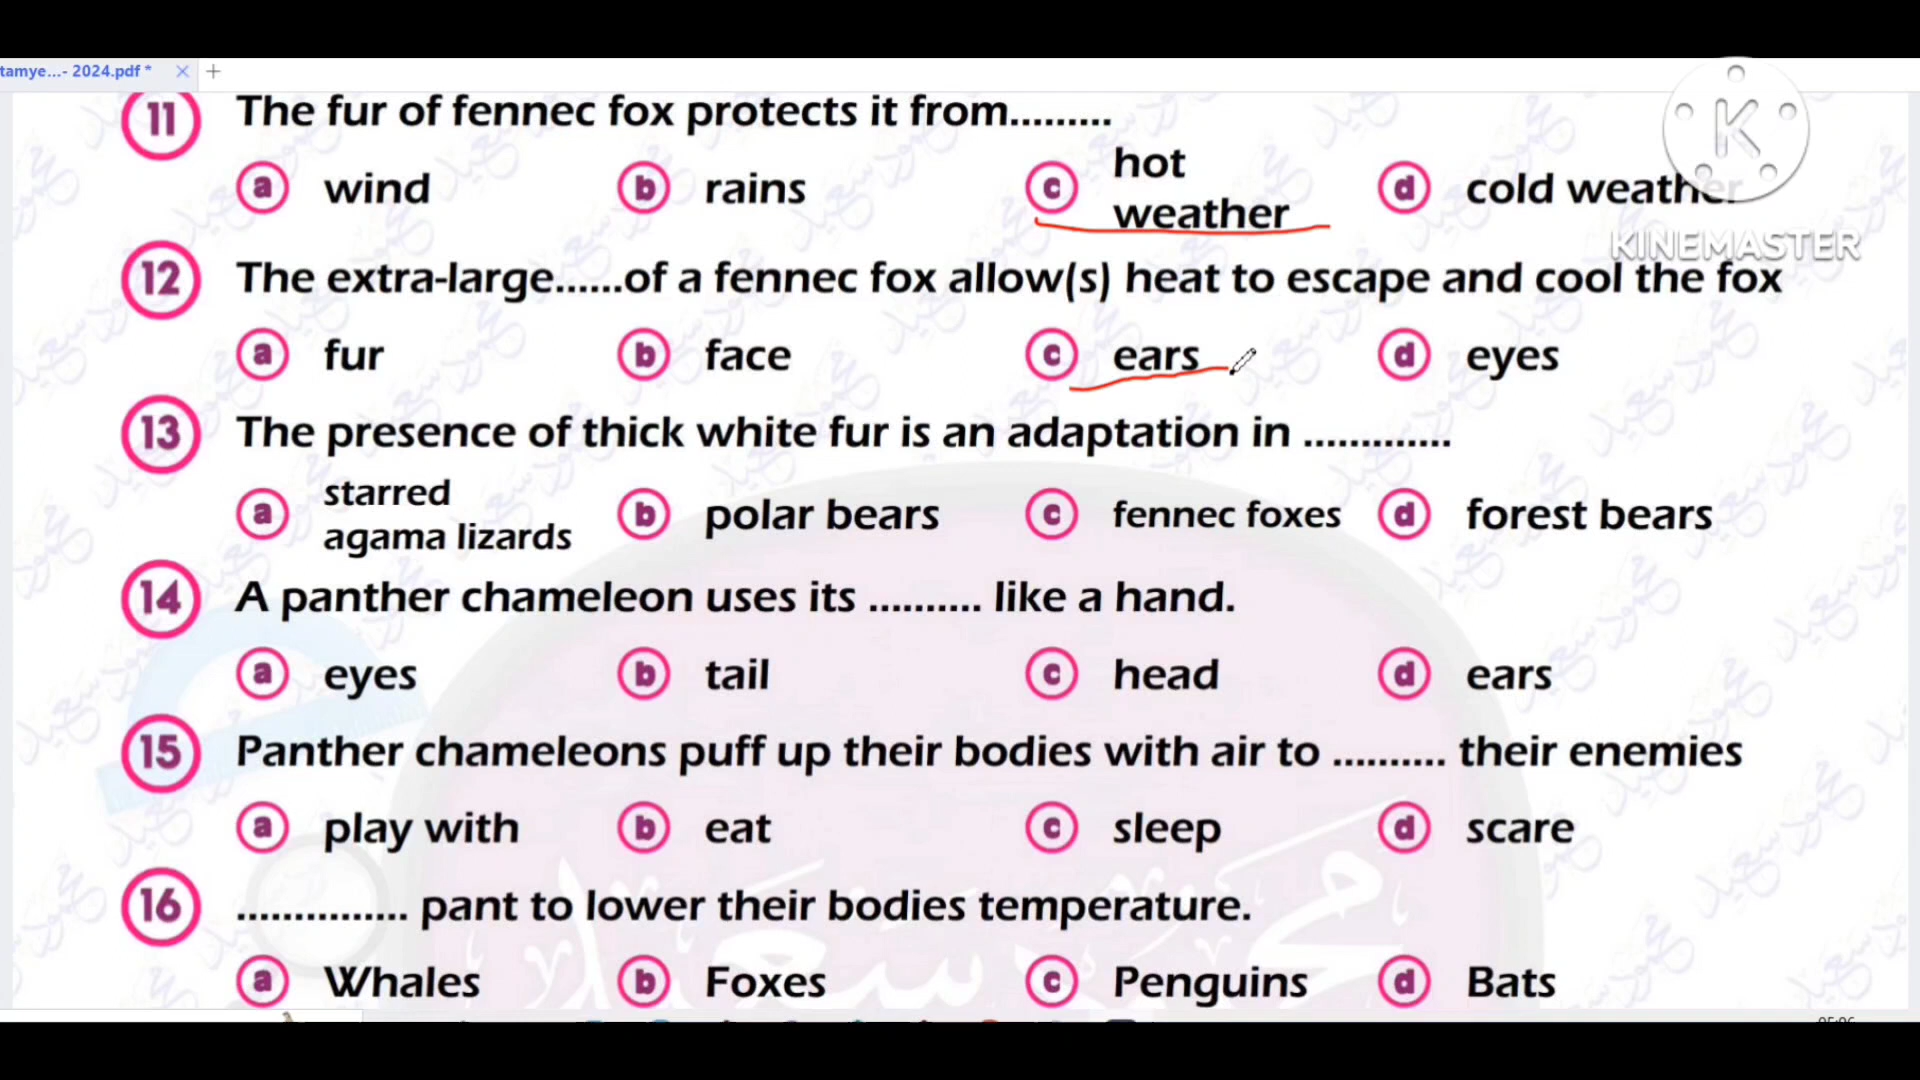 tamye...- 2024.pdf *
11 The fur of fennec fox protects it from.........
a wind b rains c hot weather d cold weather
KINEMASTER
12 The extra-large......of a fennec fox allow(s) heat to escape and cool the fox
a fur b face c ears d eyes
13 The presence of thick white fur is an adaptation in .............
a starred agama lizards b polar bears c fennec foxes d forest bears
14 A panther chameleon uses its .......... like a hand.
a eyes b tail c head d ears
15 Panther chameleons puff up their bodies with air to .......... their enemies
a play with b eat c sleep d scare
16 ............... pant to lower their bodies temperature.
a Whales b Foxes c Penguins d Bats